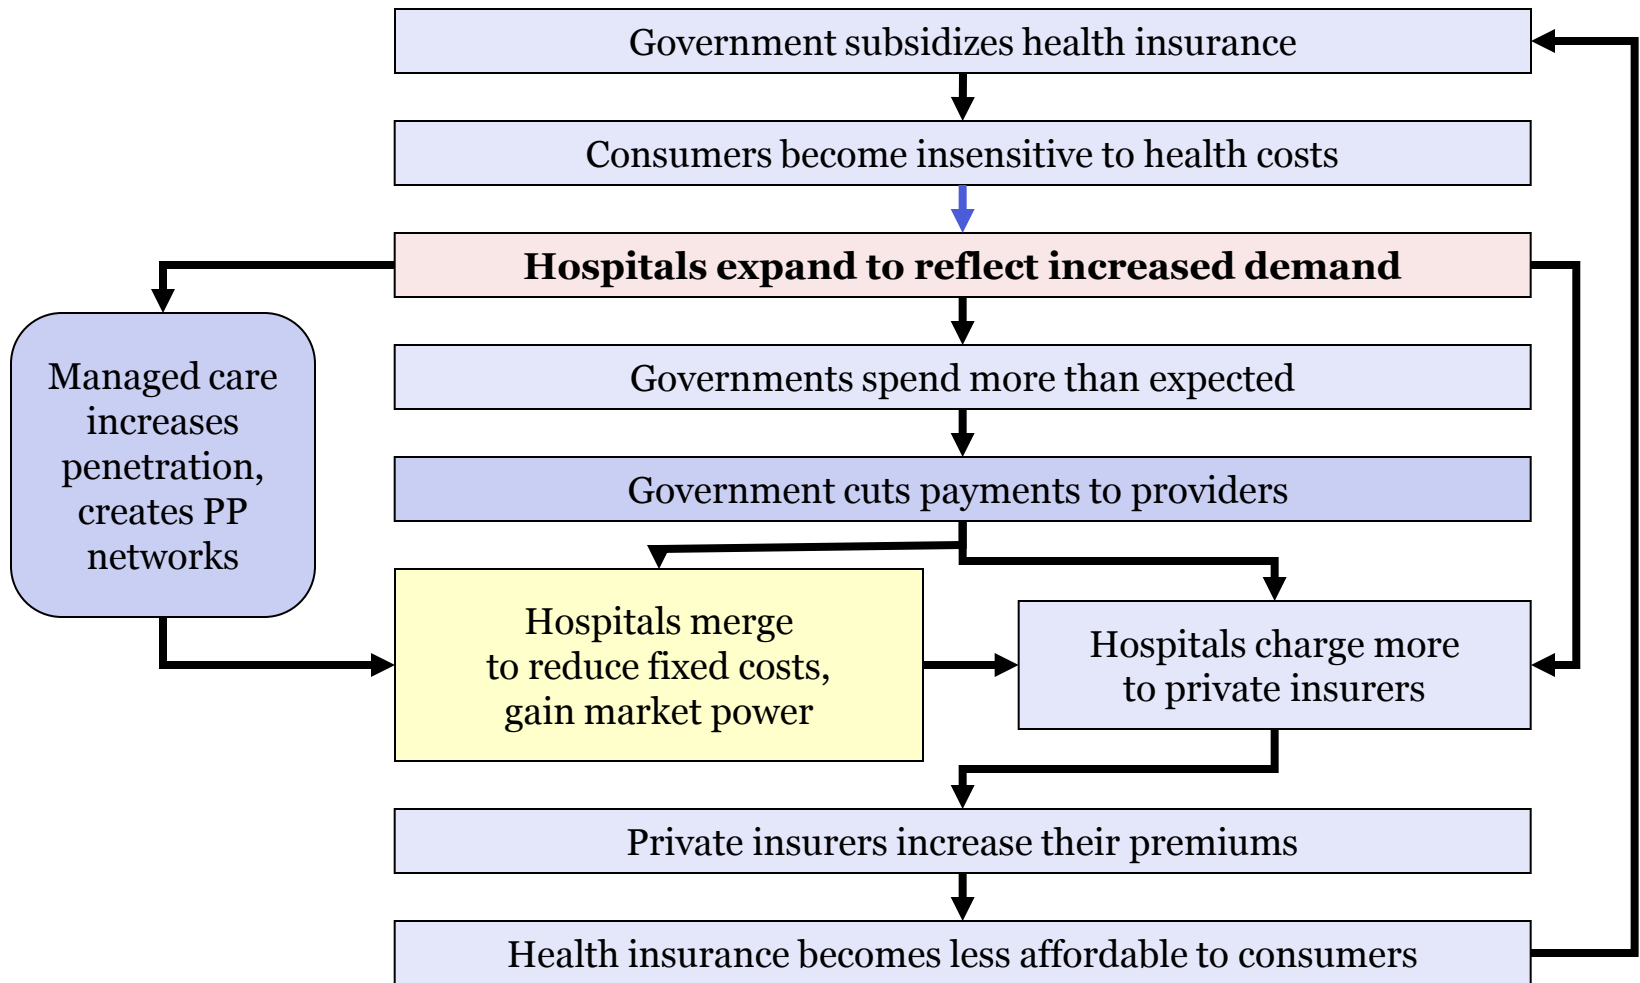 Government subsidizes health insurance
Consumers become insensitive to health costs
Hospitals expand to reflect increased demand
Managed care
increases
penetration,
creates PP
networks
Governments spend more than expected
Government cuts payments to providers
Hospitals merge
to reduce fixed costs,
gain market power
Hospitals charge more
to private insurers
Private insurers increase their premiums
Health insurance becomes less affordable to consumers